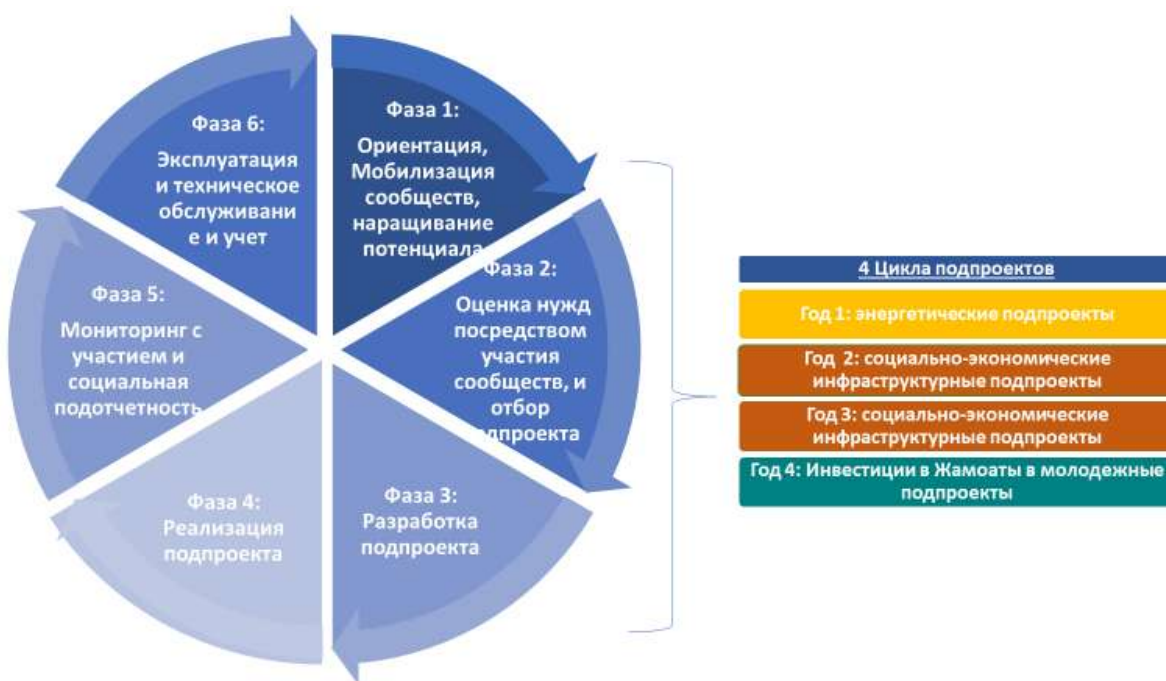 Фаза 1:
Ориентация,
Мобилизация
сообществ,
наращивание
потенциала
Фаза 2:
Оценка нужд
посредством
участия
сообществ, и
отбор
подпроекта
Фаза 3:
Разработка
подпроекта
Фаза 4:
Реализация
подпроекта
Фаза 5:
Мониторинг с
участием и
социальная
подотчетность
Фаза 6:
Эксплуатация
и техническое
обслуживани
е и учет
4 Цикла подпроектов
Год 1: энергетические подпроекты
Год 2: социально-экономические
инфраструктурные подпроекты
Год 3: социально-экономические
инфраструктурные подпроекты
Год 4: Инвестиции в Жамоаты в молодежные
подпроекты